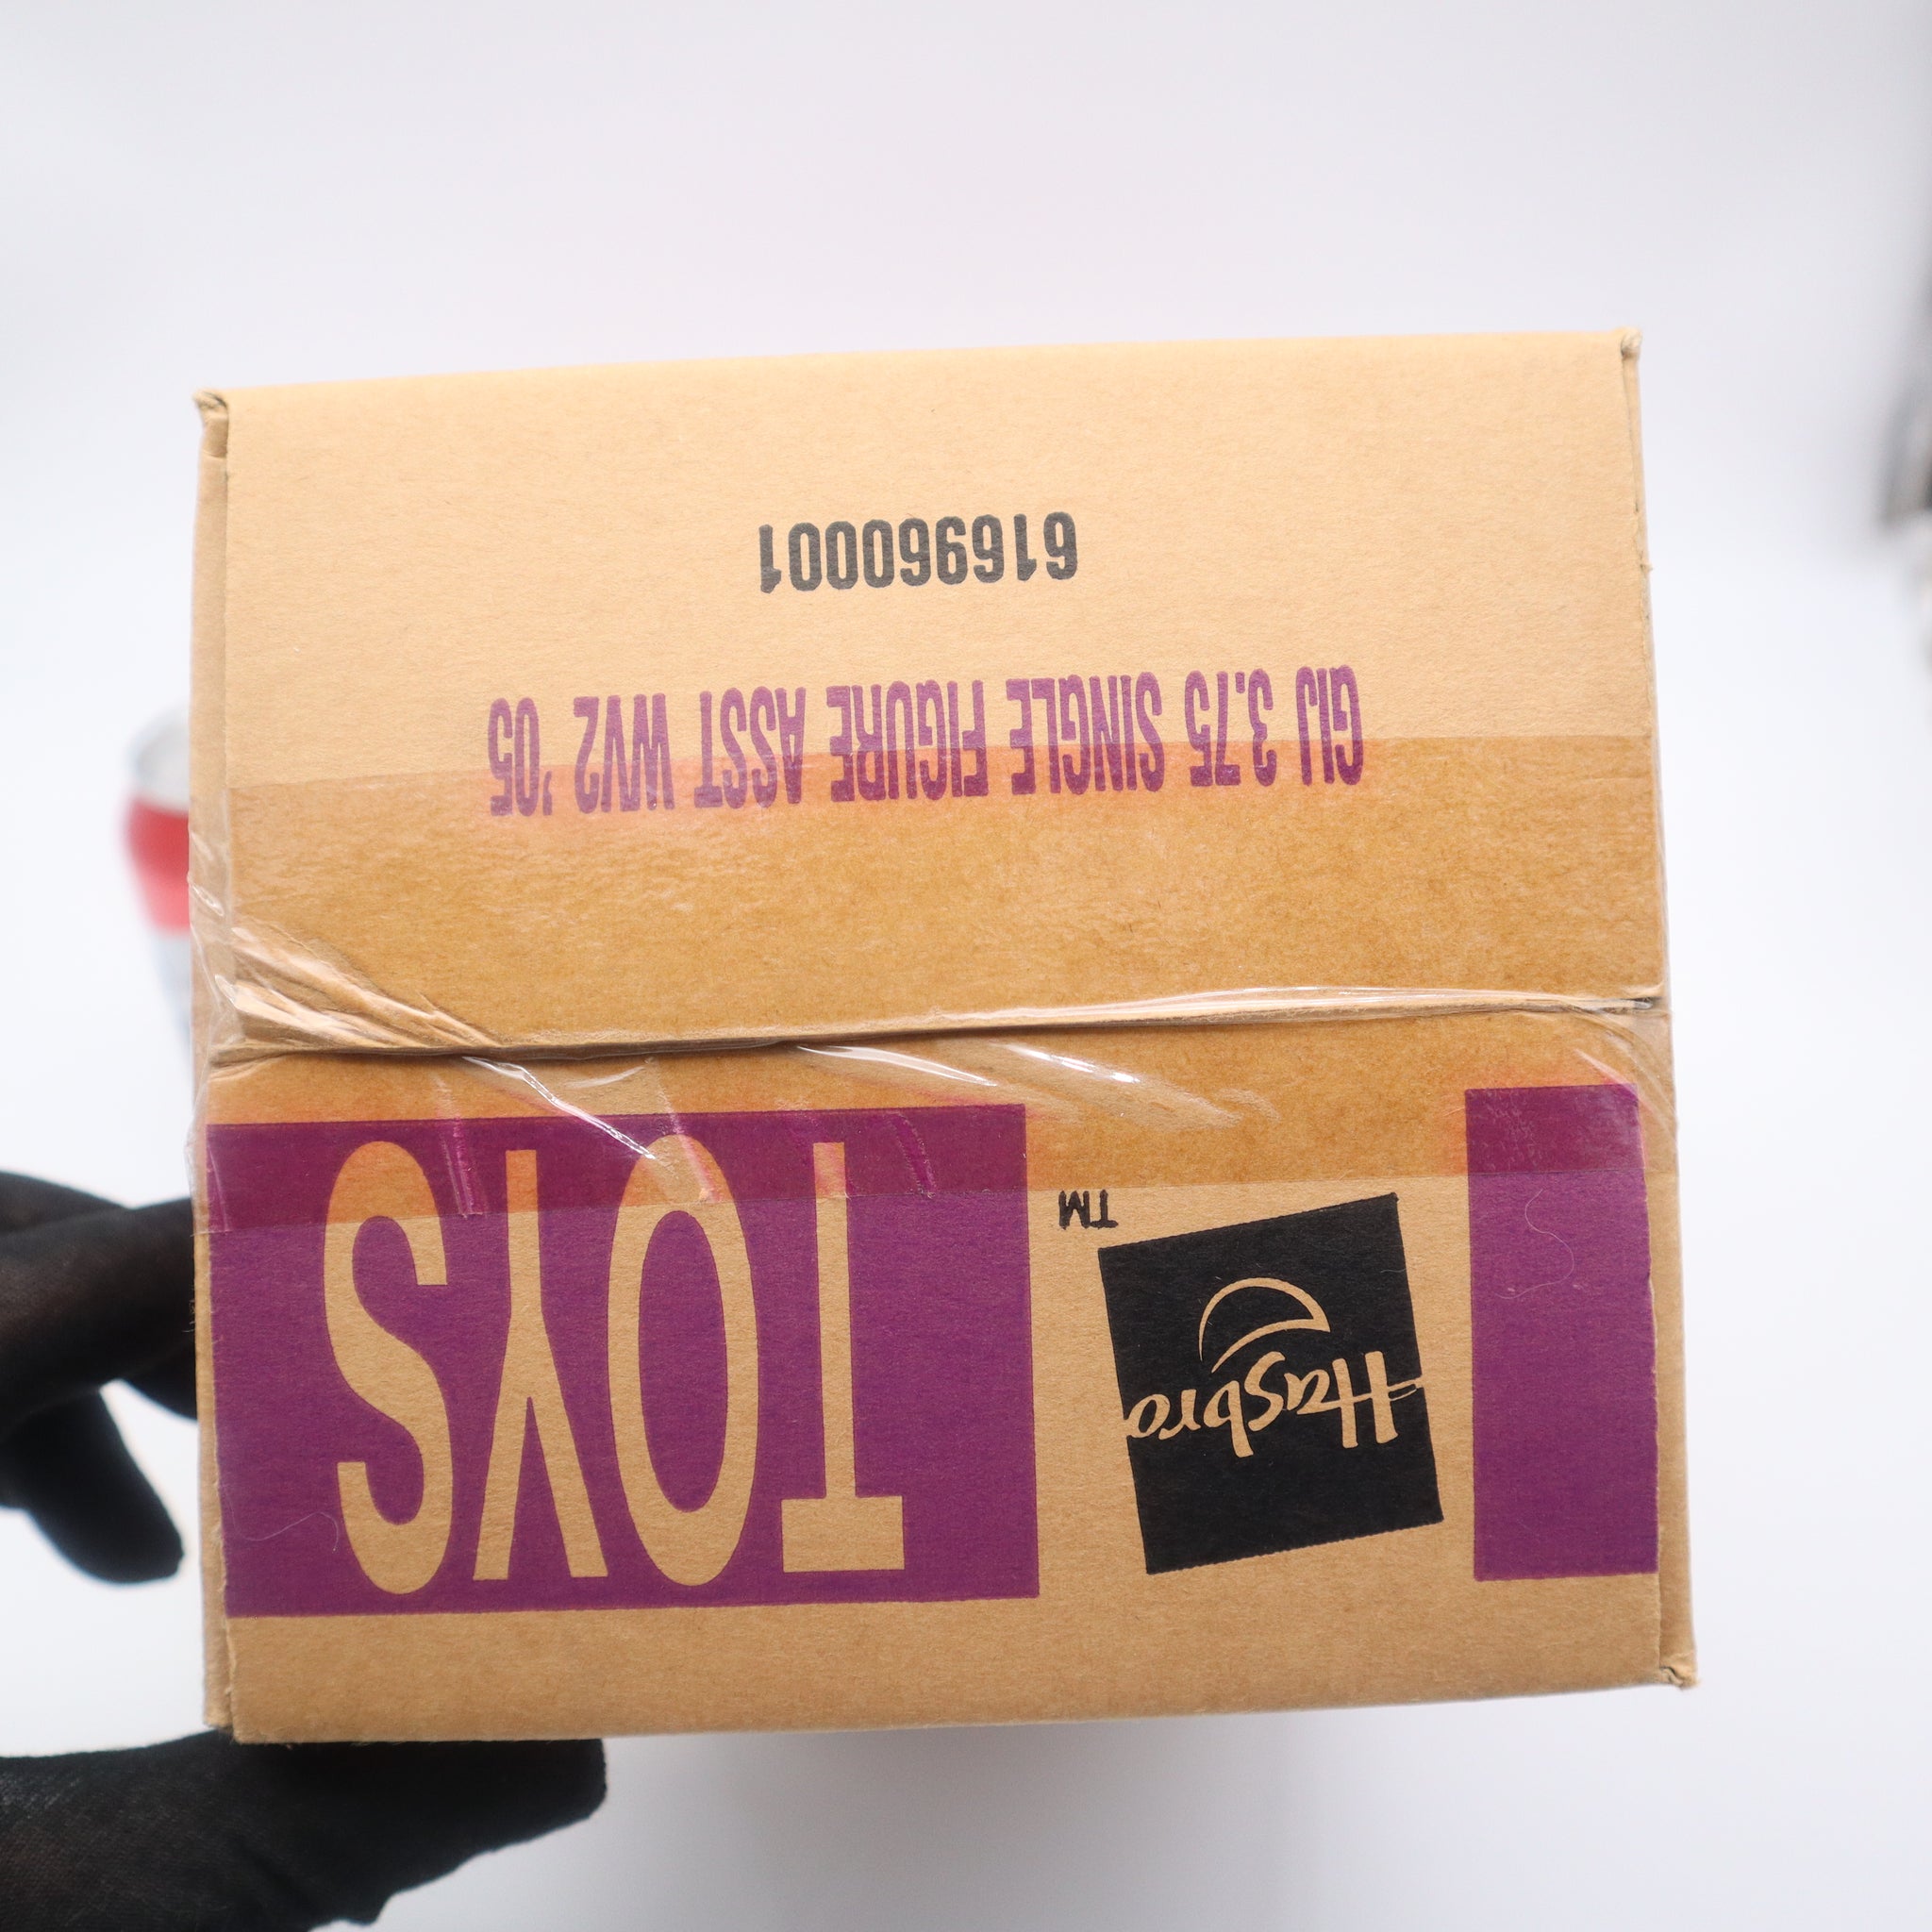 Hasbro
TM
TOYS
GIJ 3.75 SINGLE FIGURE ASST WV2 '05
616960001